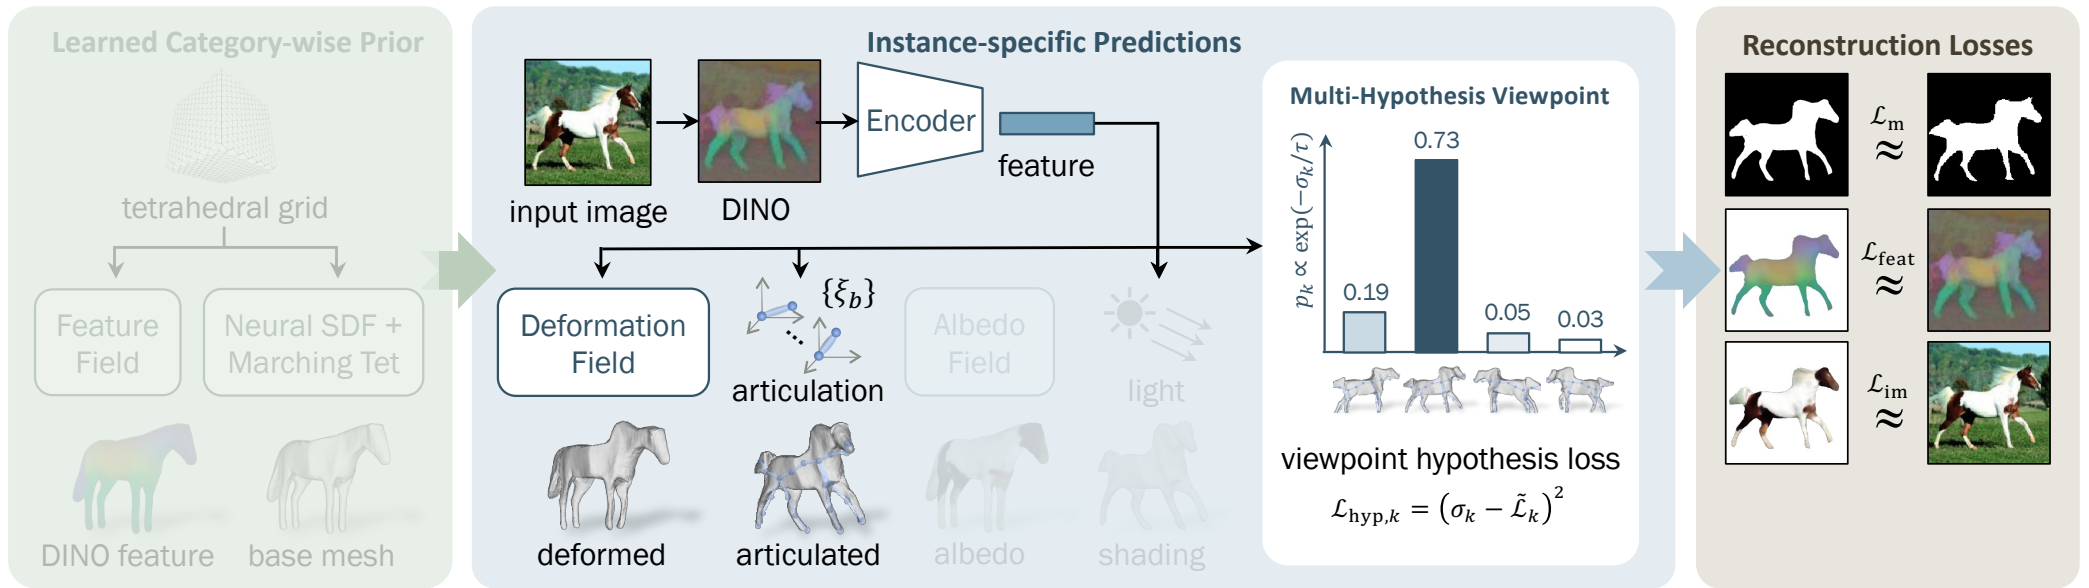 Learned Category-wise Prior
tetrahedral grid
Feature
Field
Neural SDF +
Marching Tet
DINO feature
base mesh
Instance-specific Predictions
input image
DINO
Encoder
feature
Deformation
Field
{ξ_b}
articulation
Albedo
Field
light
deformed
articulated
albedo
shading
Multi-Hypothesis Viewpoint
p_k ∝ exp(−σ_k/τ)
0.19
0.73
0.05
0.03
viewpoint hypothesis loss
ℒ_hyp,k = (σ_k − ℒ̃_k)²
Reconstruction Losses
ℒ_m
≈
ℒ_feat
≈
ℒ_im
≈